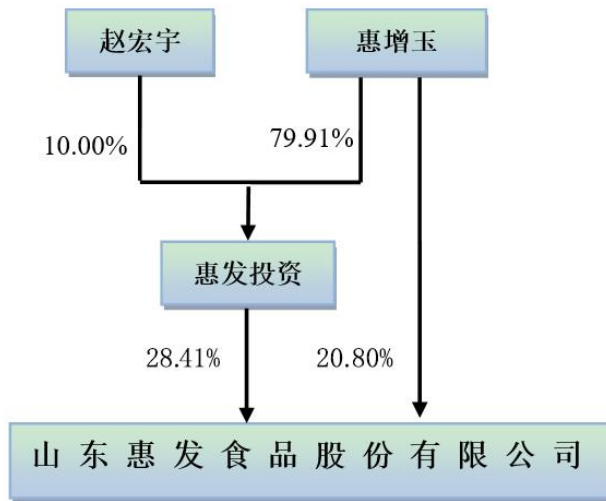 赵宏宇
惠增玉
10.00%
79.91%
惠发投资
28.41%
20.80%
山东惠发食品股份有限公司